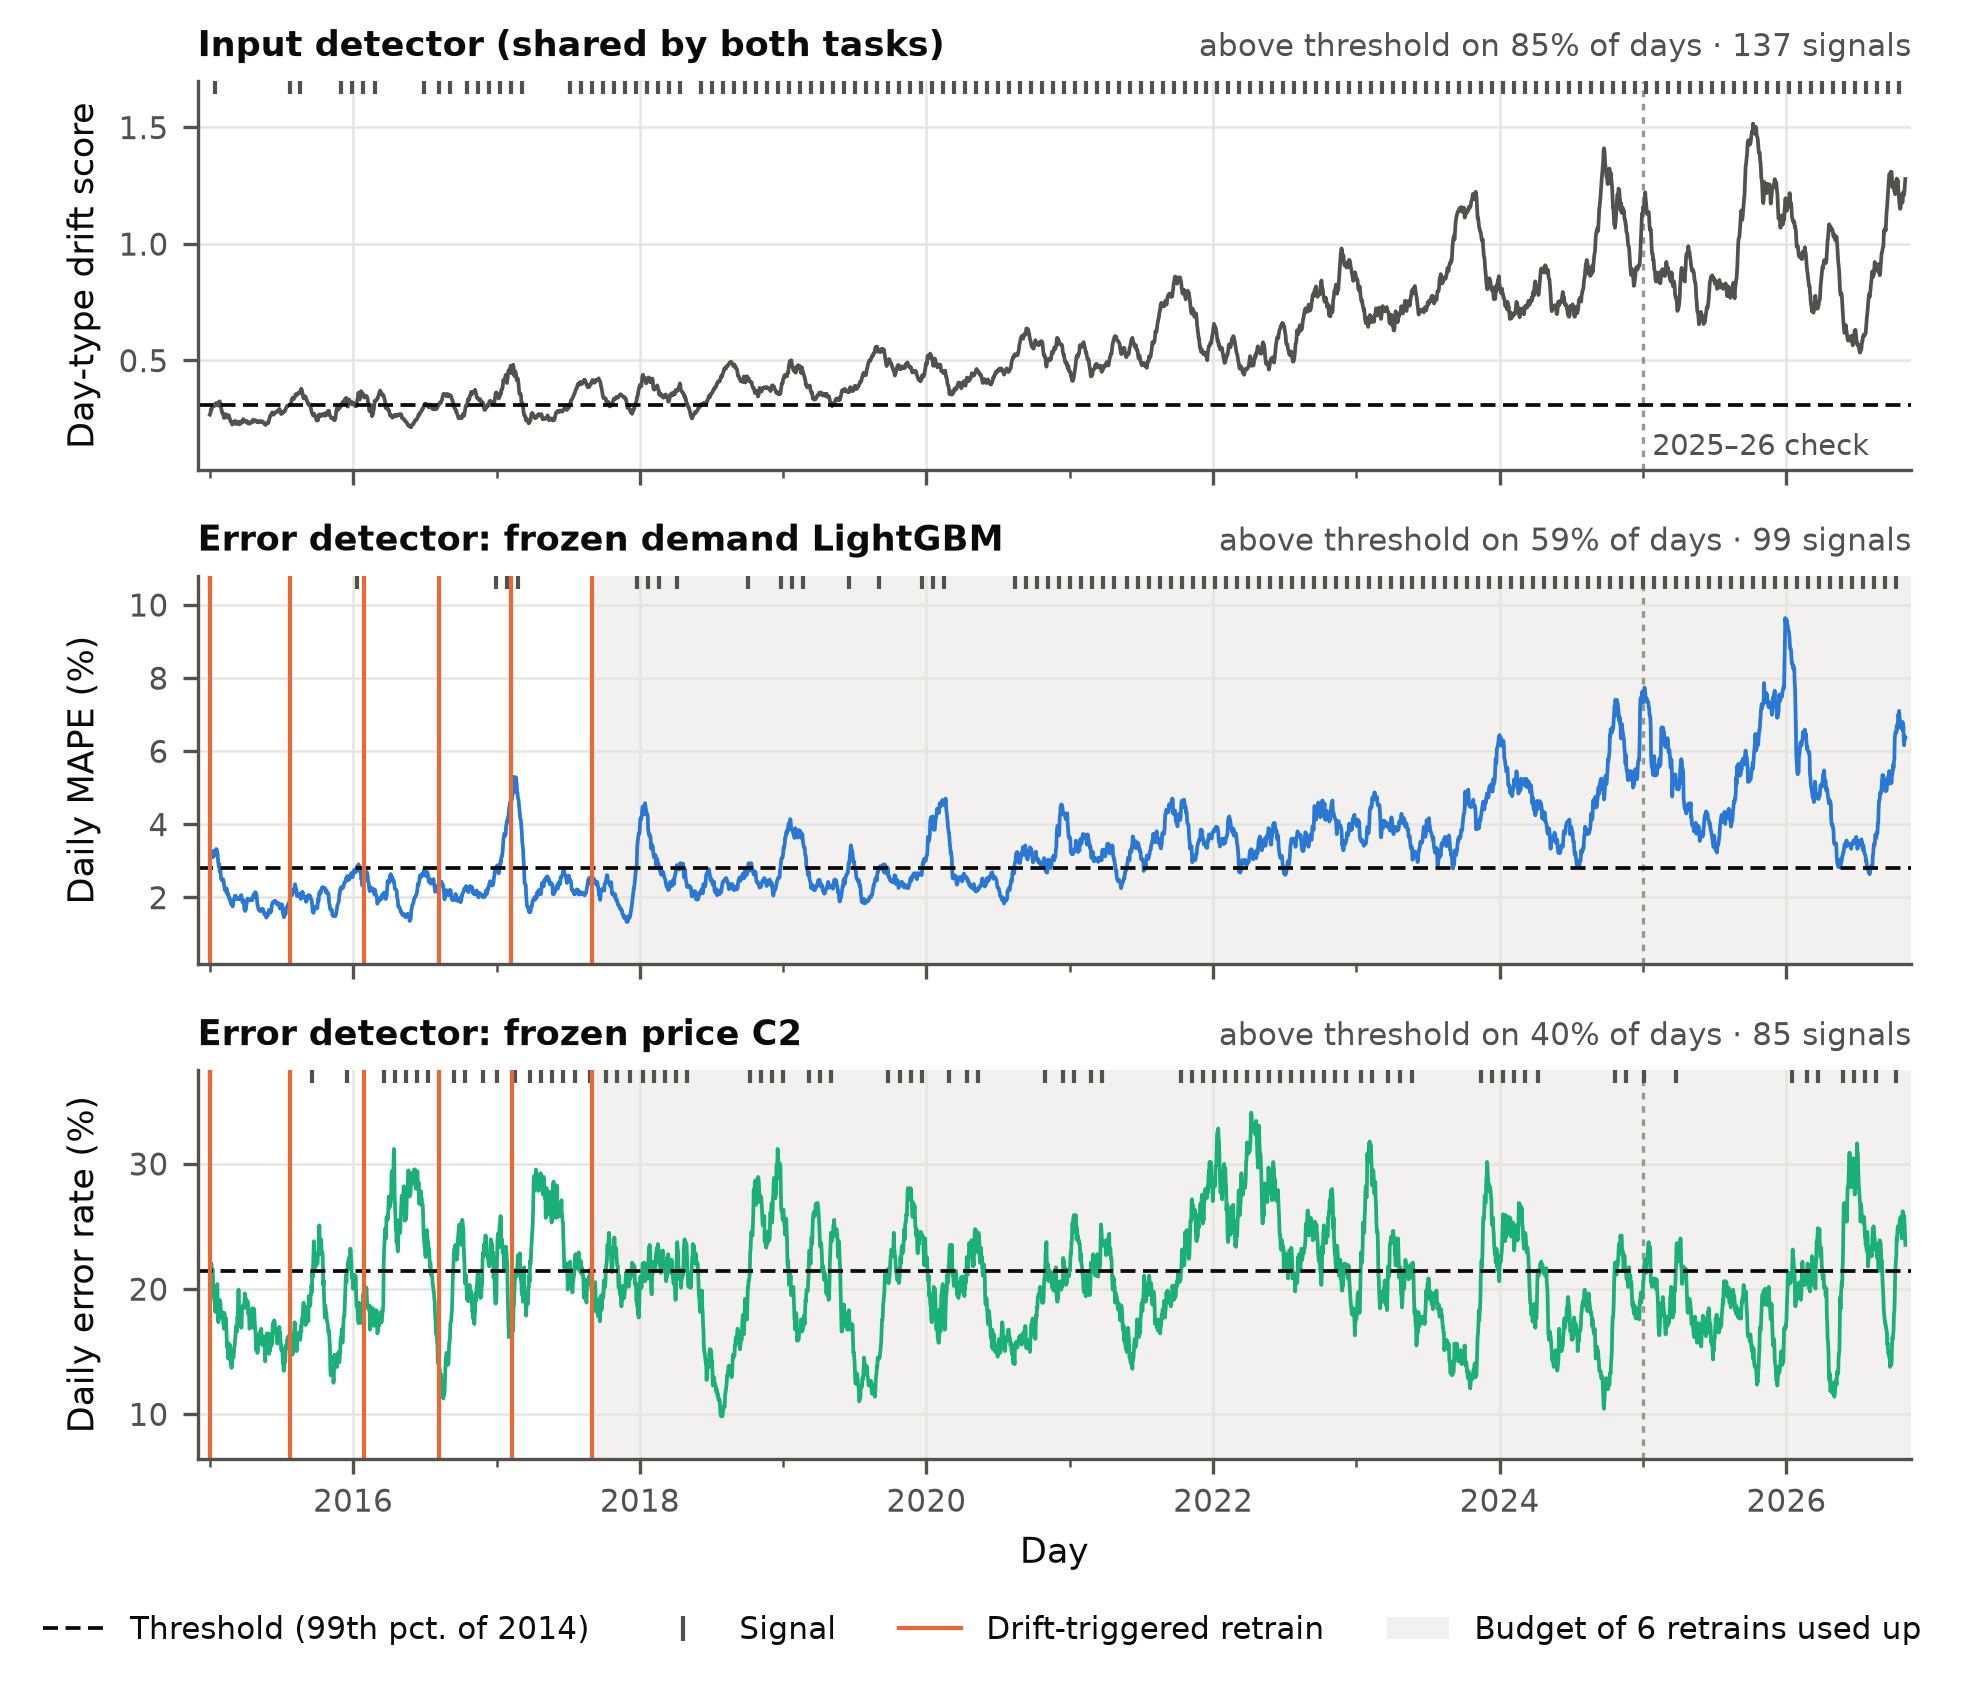 Input detector (shared by both tasks)
above threshold on 85% of days · 137 signals
Day-type drift score
1.5
1.0
0.5
2025–26 check
Error detector: frozen demand LightGBM
above threshold on 59% of days · 99 signals
Daily MAPE (%)
10
8
6
4
2
Error detector: frozen price C2
above threshold on 40% of days · 85 signals
Daily error rate (%)
30
20
10
2016 2018 2020 2022 2024 2026
Day
Threshold (99th pct. of 2014) Signal Drift-triggered retrain Budget of 6 retrains used up